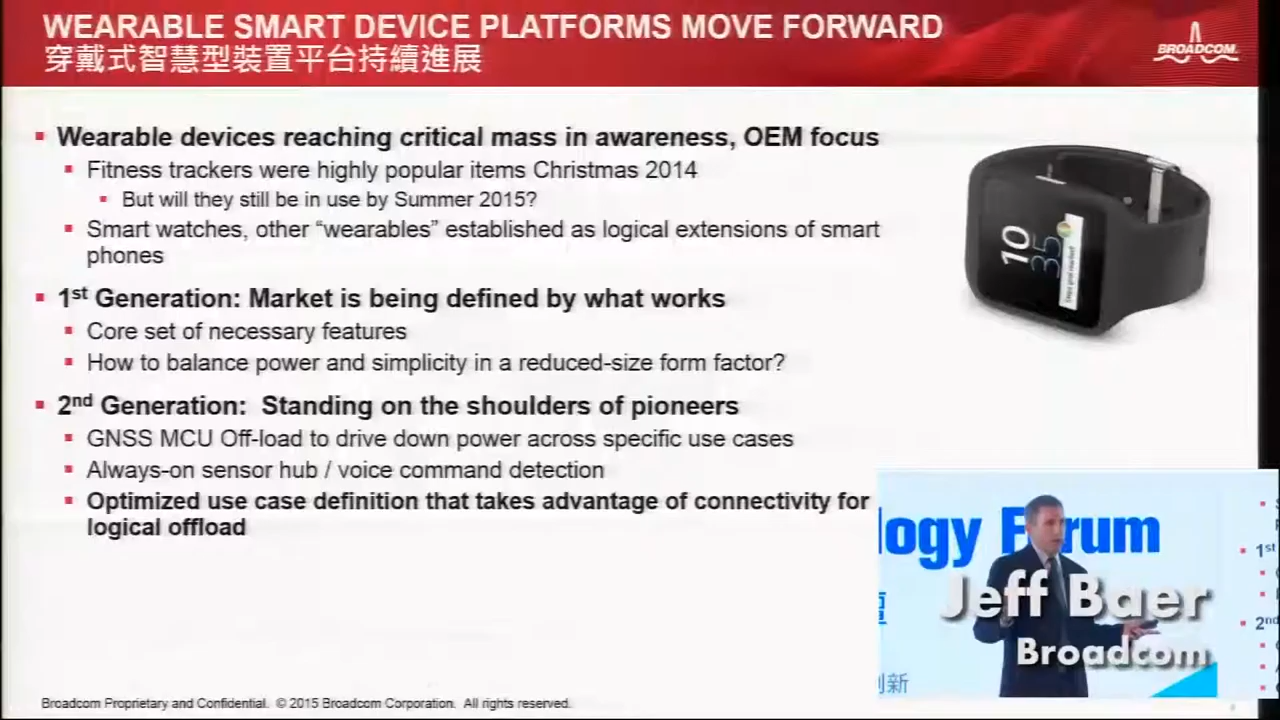 WEARABLE SMART DEVICE PLATFORMS MOVE FORWARD
穿戴式智慧型裝置平台持續進展
BROADCOM
Wearable devices reaching critical mass in awareness, OEM focus
Fitness trackers were highly popular items Christmas 2014
But will they still be in use by Summer 2015?
Smart watches, other “wearables” established as logical extensions of smart
phones
1st Generation: Market is being defined by what works
Core set of necessary features
How to balance power and simplicity in a reduced-size form factor?
2nd Generation: Standing on the shoulders of pioneers
GNSS MCU Off-load to drive down power across specific use cases
Always-on sensor hub / voice command detection
Optimized use case definition that takes advantage of connectivity for
logical offload
10
35
logy Forum
Jeff Baer
Broadcom
創新
1st
2nd
Broadcom Proprietary and Confidential. © 2015 Broadcom Corporation. All rights reserved.